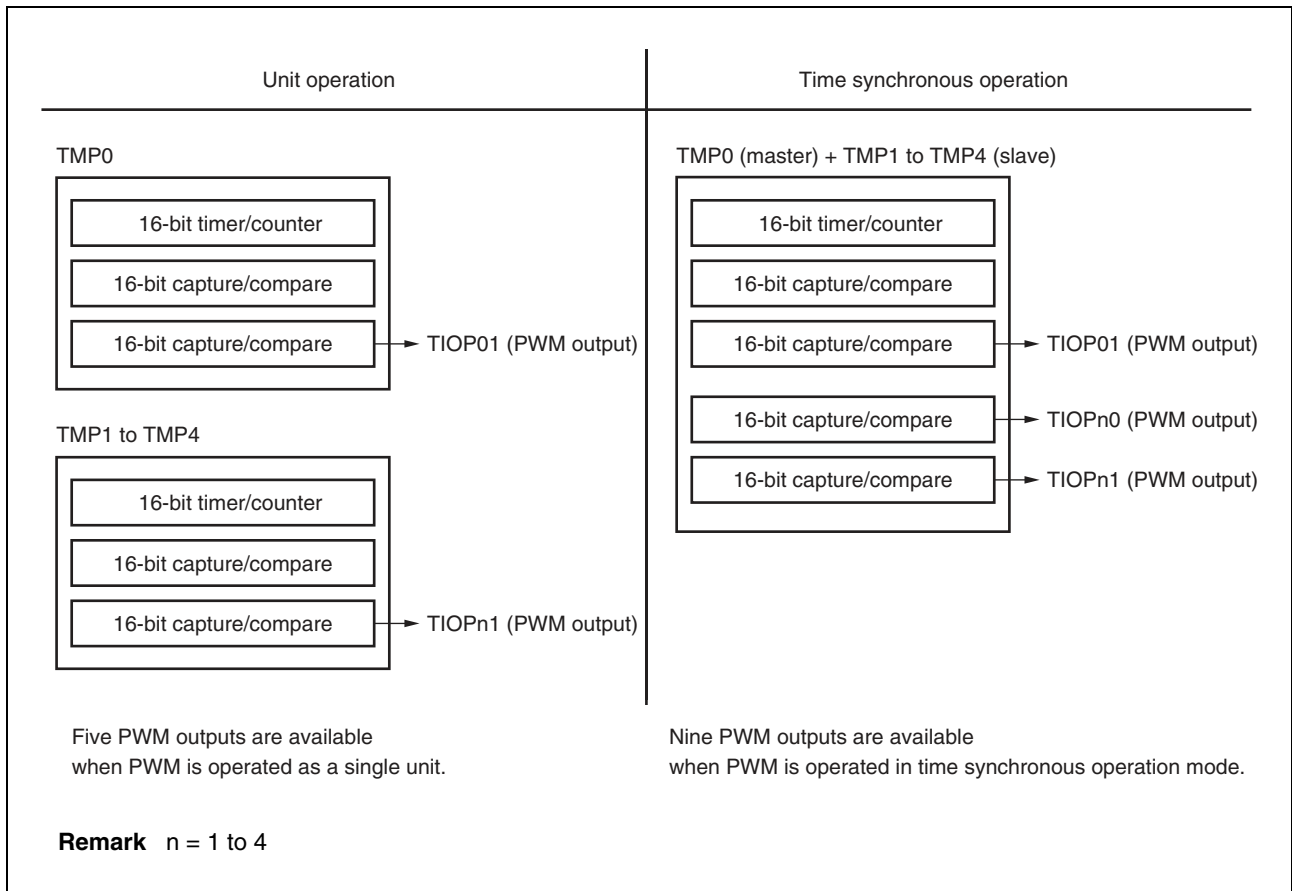 Unit operation
TMP0
16-bit timer/counter
16-bit capture/compare
16-bit capture/compare
TIOP01 (PWM output)
TMP1 to TMP4
16-bit timer/counter
16-bit capture/compare
16-bit capture/compare
TIOPn1 (PWM output)
Five PWM outputs are available
when PWM is operated as a single unit.
Time synchronous operation
TMP0 (master) + TMP1 to TMP4 (slave)
16-bit timer/counter
16-bit capture/compare
16-bit capture/compare
TIOP01 (PWM output)
16-bit capture/compare
TIOPn0 (PWM output)
16-bit capture/compare
TIOPn1 (PWM output)
Nine PWM outputs are available
when PWM is operated in time synchronous operation mode.
Remark n = 1 to 4